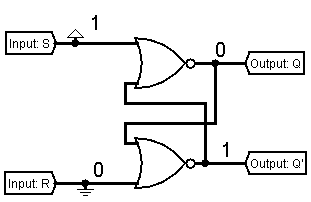 1
Input: S
0
Output: Q
0
1
Input: R
Output: Q'